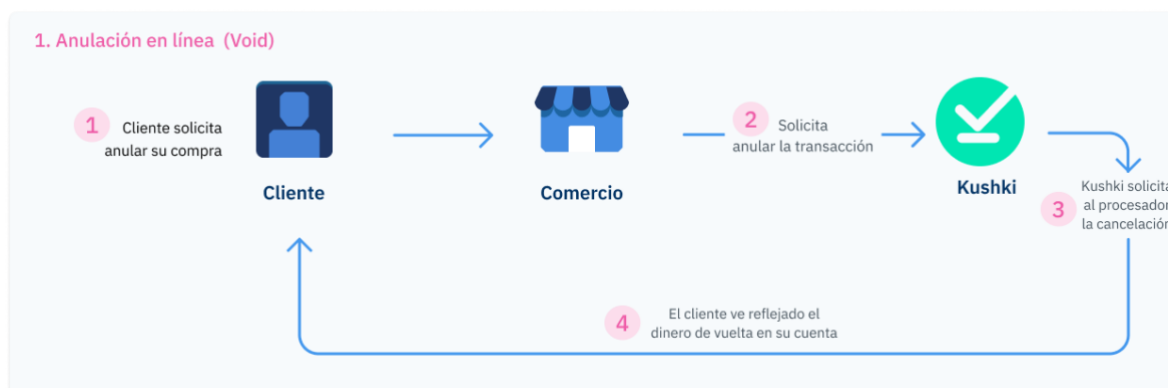 1. Anulación en línea (Void)
1
Cliente solicita
anular su compra
Cliente
Comercio
2
Solicita
anular la transacción
Kushki
3
Kushki solicita
al procesador
la cancelación
4
El cliente ve reflejado el
dinero de vuelta en su cuenta